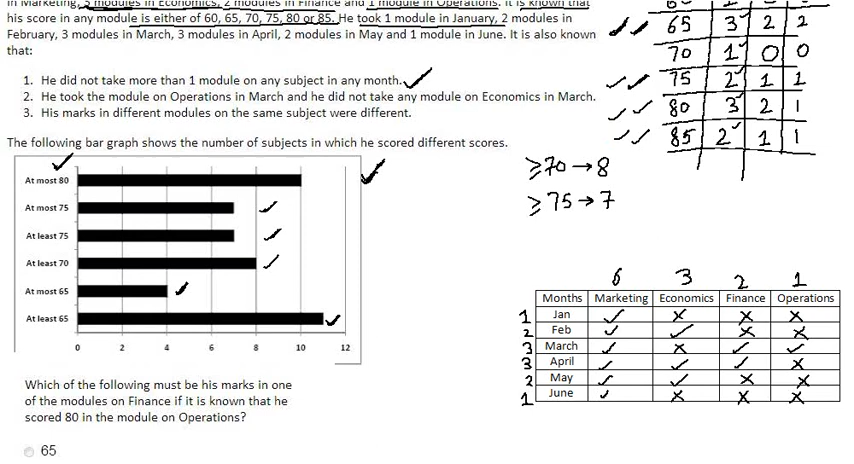 in Marketing, 3 modules in Economics, 2 modules in Finance and 1 module in Operations. It is known that
his score in any module is either of 60, 65, 70, 75, 80 or 85. He took 1 module in January, 2 modules in
February, 3 modules in March, 3 modules in April, 2 modules in May and 1 module in June. It is also known
that:
1. He did not take more than 1 module on any subject in any month.
2. He took the module on Operations in March and he did not take any module on Economics in March.
3. His marks in different modules on the same subject were different.
The following bar graph shows the number of subjects in which he scored different scores.
65 3 2 2
70 1 0 0
75 2 1 1
80 3 2 1
85 2 1 1
≥70 → 8
≥75 → 7
At most 80
At most 75
At least 75
At least 70
At most 65
At least 65
0 2 4 6 8 10 12
6 3 2 1
Months Marketing Economics Finance Operations
1 Jan ✓ × × ×
2 Feb ✓ ✓ × ×
3 March ✓ × ✓ ✓
3 April ✓ ✓ ✓ ×
2 May ✓ ✓ × ×
1 June ✓ × × ×
Which of the following must be his marks in one
of the modules on Finance if it is known that he
scored 80 in the module on Operations?
65